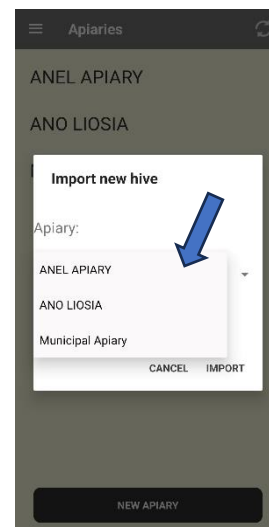 Apiaries
ANEL APIARY
ANO LIOSIA
Import new hive
Apiary:
ANEL APIARY
ANO LIOSIA
Municipal Apiary
CANCEL IMPORT
NEW APIARY